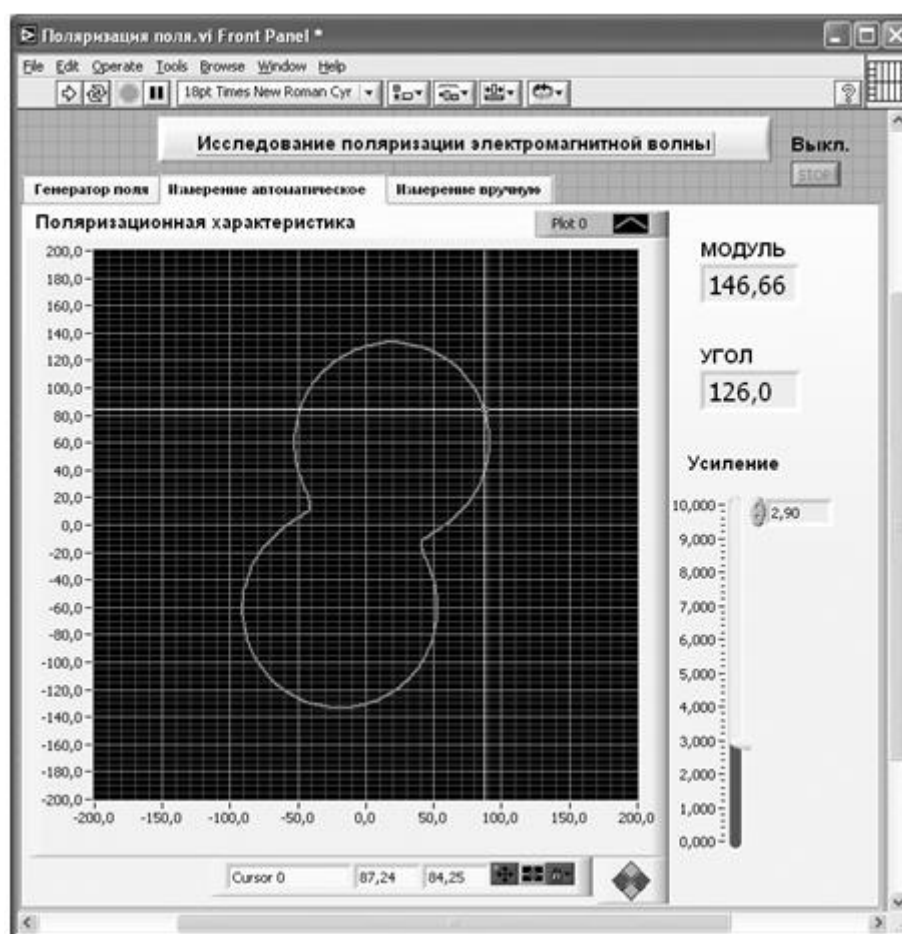 Поляризация поля.vi Front Panel *
File Edit Operate Tools Browse Window Help
18pt Times New Roman Cyr
Исследование поляризации электромагнитной волны
Выкл.
STOP
Генератор поля Измерение автоматическое Измерение вручную
Поляризационная характеристика
Plot 0
200,0
180,0
160,0
140,0
120,0
100,0
80,0
60,0
40,0
20,0
0,0
-20,0
-40,0
-60,0
-80,0
-100,0
-120,0
-140,0
-160,0
-180,0
-200,0
-200,0 -150,0 -100,0 -50,0 0,0 50,0 100,0 150,0 200,0
Cursor 0 87,24 84,25
МОДУЛЬ
146,66
УГОЛ
126,0
Усиление
2,90
10,000
9,000
8,000
7,000
6,000
5,000
4,000
3,000
2,000
1,000
0,000